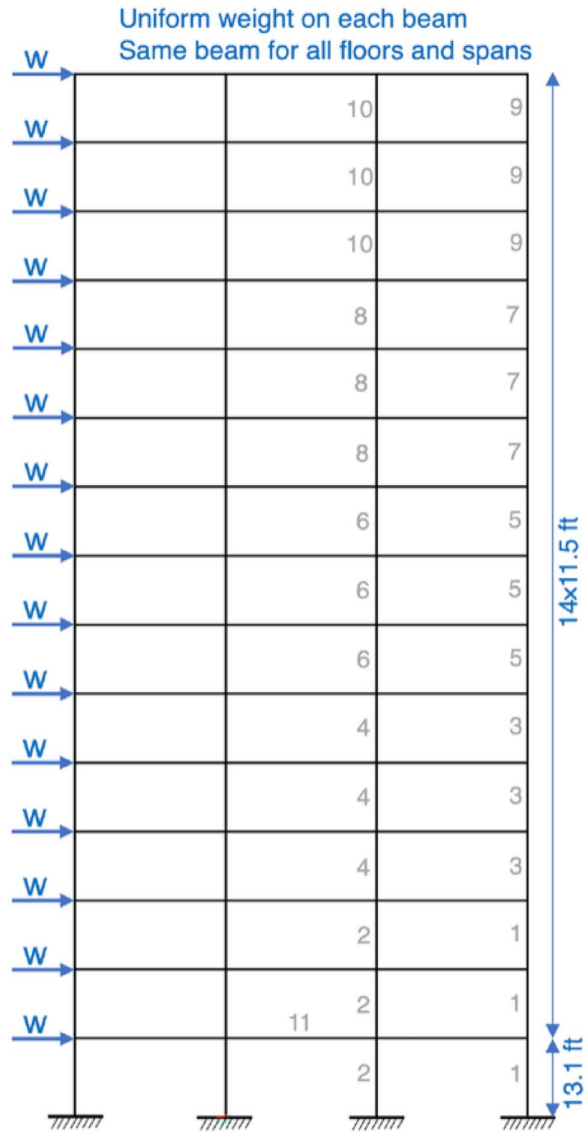 Uniform weight on each beam
Same beam for all floors and spans
W
10 9
W
10 9
W
10 9
W
8 7
W
8 7
W
8 7
W
6 5
W
6 5
W
6 5
W
4 3
W
4 3
W
4 3
W
2 1
W
11 2 1
W
2 1
14x11.5 ft
13.1 ft